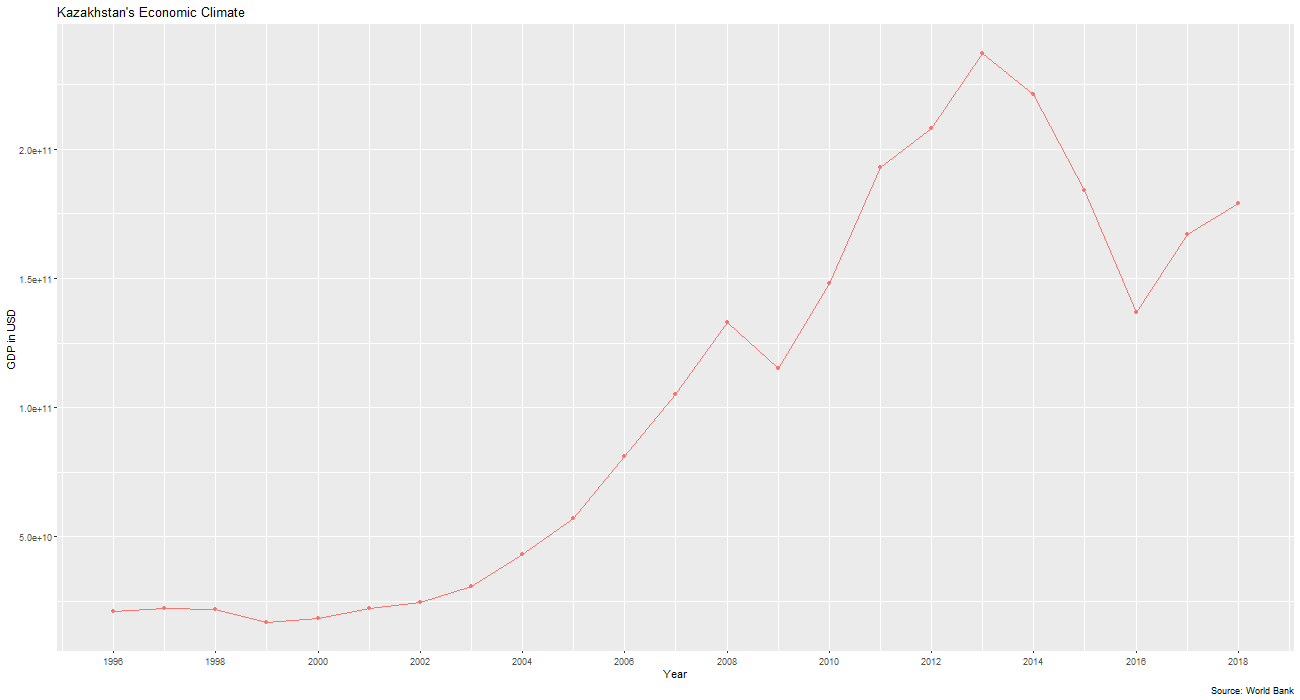 Kazakhstan's Economic Climate
GDP in USD
2.0e+11
1.5e+11
1.0e+11
5.0e+10
1996 1998 2000 2002 2004 2006 2008 2010 2012 2014 2016 2018
Year
Source: World Bank